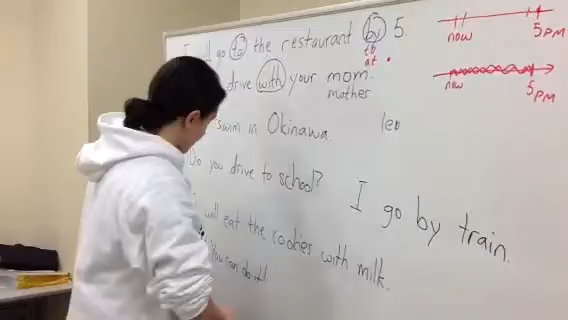 I will go to the restaurant by 5.
to
at
drive with your mom.
mother
swim in Okinawa
Do you drive to school?
I go by train.
will eat the cookies with milk.
You can do it!
now 5PM
now 5PM